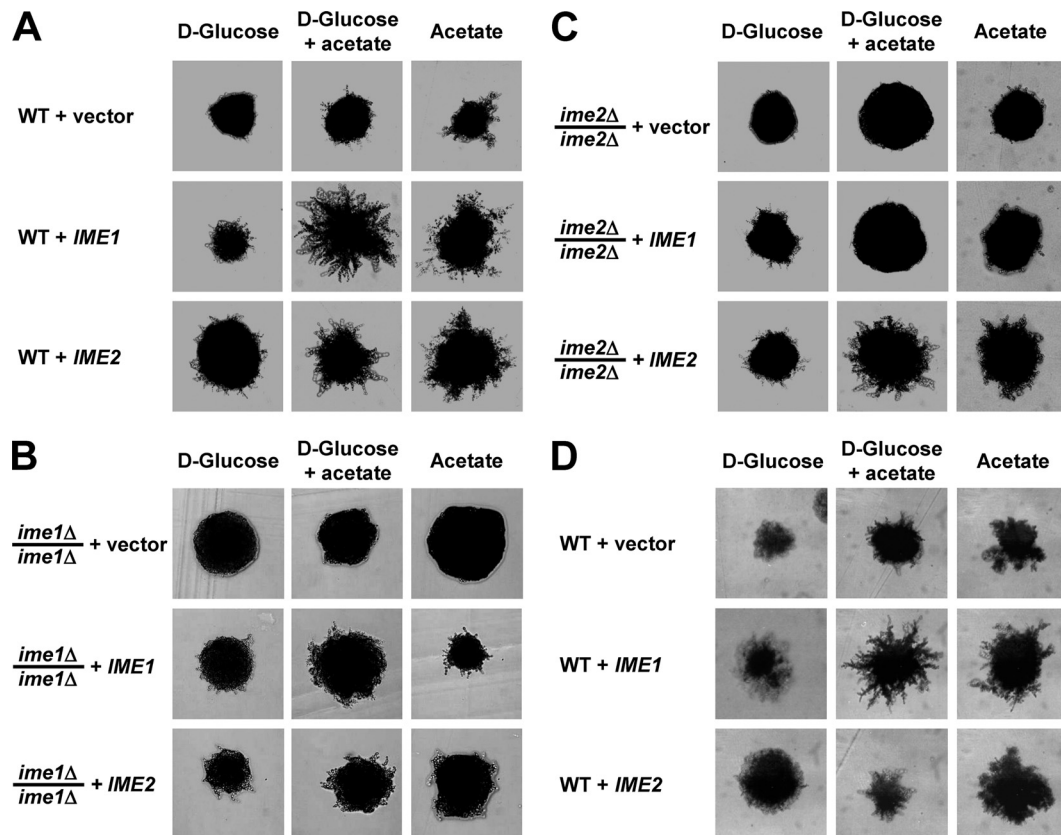 A
D-Glucose
D-Glucose
+ acetate
Acetate
WT + vector
WT + IME1
WT + IME2
C
D-Glucose
D-Glucose
+ acetate
Acetate
ime2Δ
ime2Δ + vector
ime2Δ
ime2Δ + IME1
ime2Δ
ime2Δ + IME2
B
D-Glucose
D-Glucose
+ acetate
Acetate
ime1Δ
ime1Δ + vector
ime1Δ
ime1Δ + IME1
ime1Δ
ime1Δ + IME2
D
D-Glucose
D-Glucose
+ acetate
Acetate
WT + vector
WT + IME1
WT + IME2